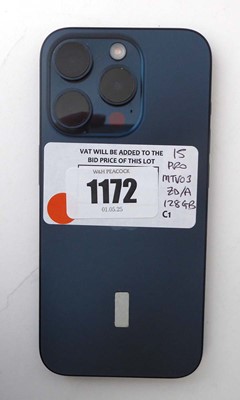 VAT WILL BE ADDED TO THE
BID PRICE OF THIS LOT
W&H PEACOCK
1172
01.05.25
15
PRO
MTV03
ZD/A
128GB
C1